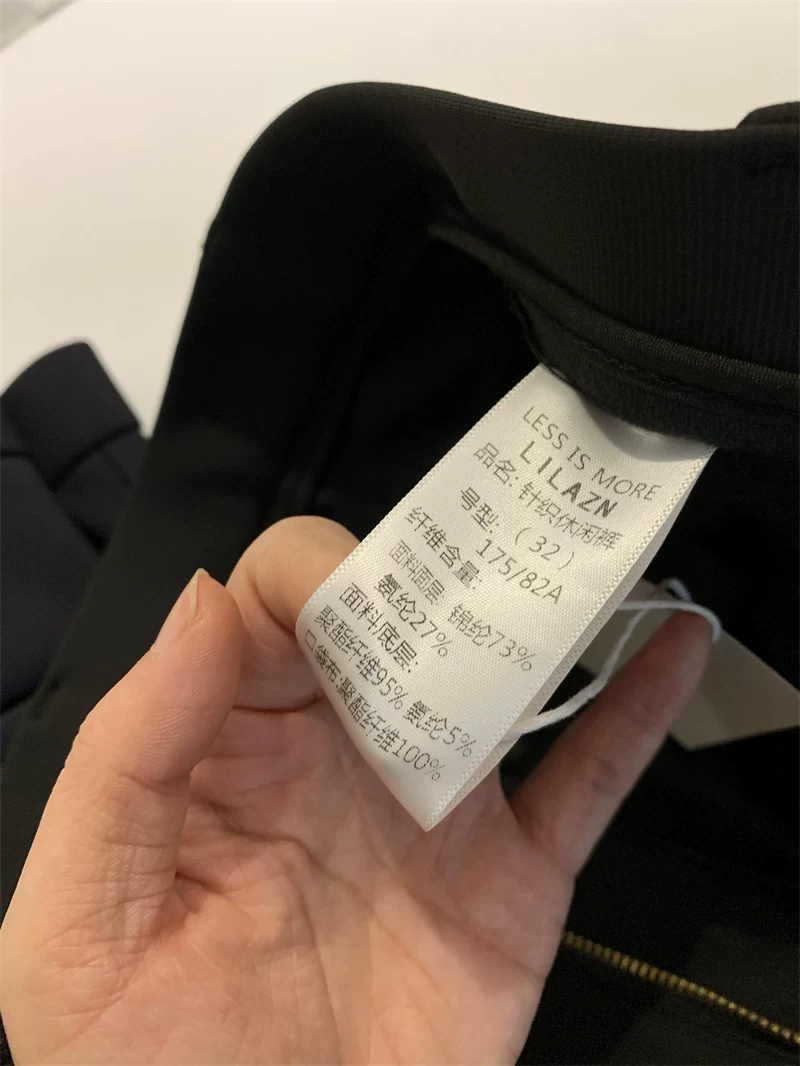 LESS IS MORE
LILAZN
品名: 针织休闲裤
号型: (32)
175/82A
纤维含量:
面料面层 锦纶73%
氨纶27%
面料底层:
聚酯纤维95% 氨纶5%
口袋布:聚酯纤维100%